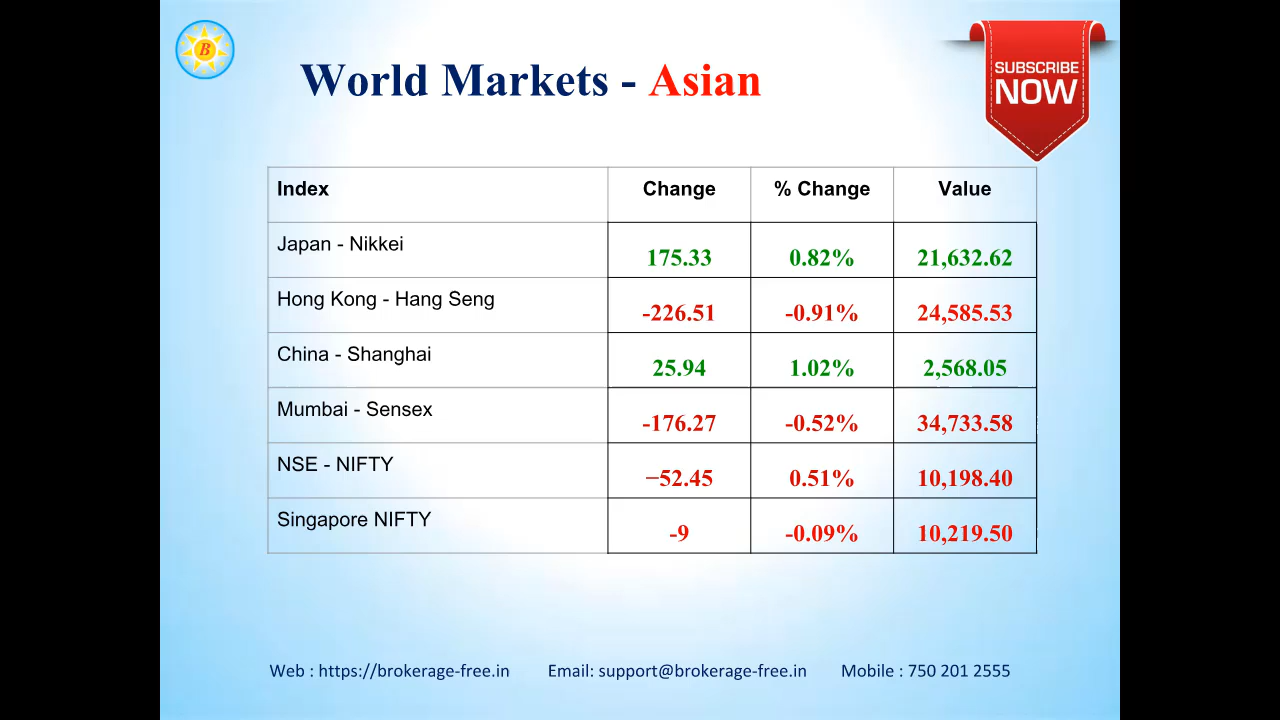 B
World Markets - Asian
SUBSCRIBE
NOW
Index Change % Change Value
Japan - Nikkei 175.33 0.82% 21,632.62
Hong Kong - Hang Seng -226.51 -0.91% 24,585.53
China - Shanghai 25.94 1.02% 2,568.05
Mumbai - Sensex -176.27 -0.52% 34,733.58
NSE - NIFTY −52.45 0.51% 10,198.40
Singapore NIFTY -9 -0.09% 10,219.50
Web : https://brokerage-free.in Email: support@brokerage-free.in Mobile : 750 201 2555